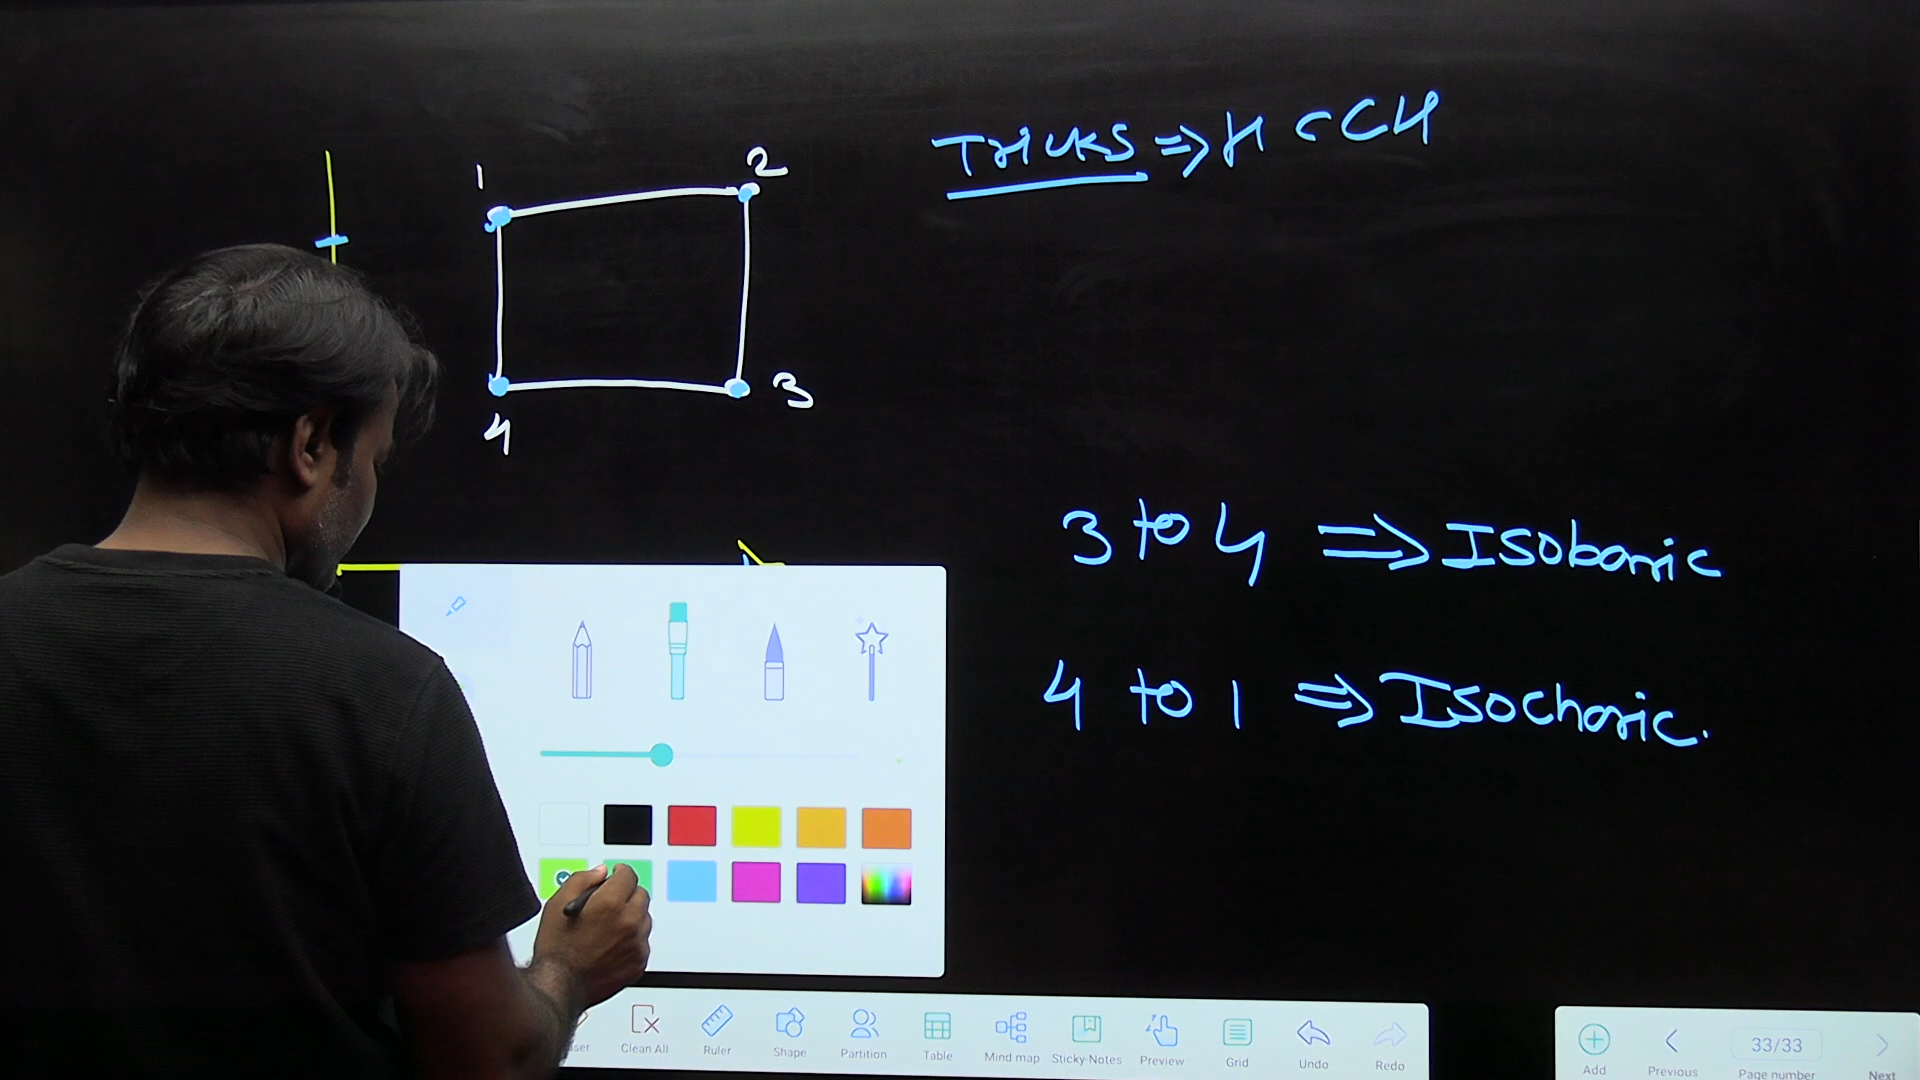 Tricks ⇒ H C C H
1
2
3
4
3 to 4 ⇒ Isobaric
4 to 1 ⇒ Isochoric.
Clean All
Ruler
Shape
Partition
Table
Mind map
Sticky Notes
Preview
Grid
Undo
Redo
Add
Previous
33/33
Page number
Next